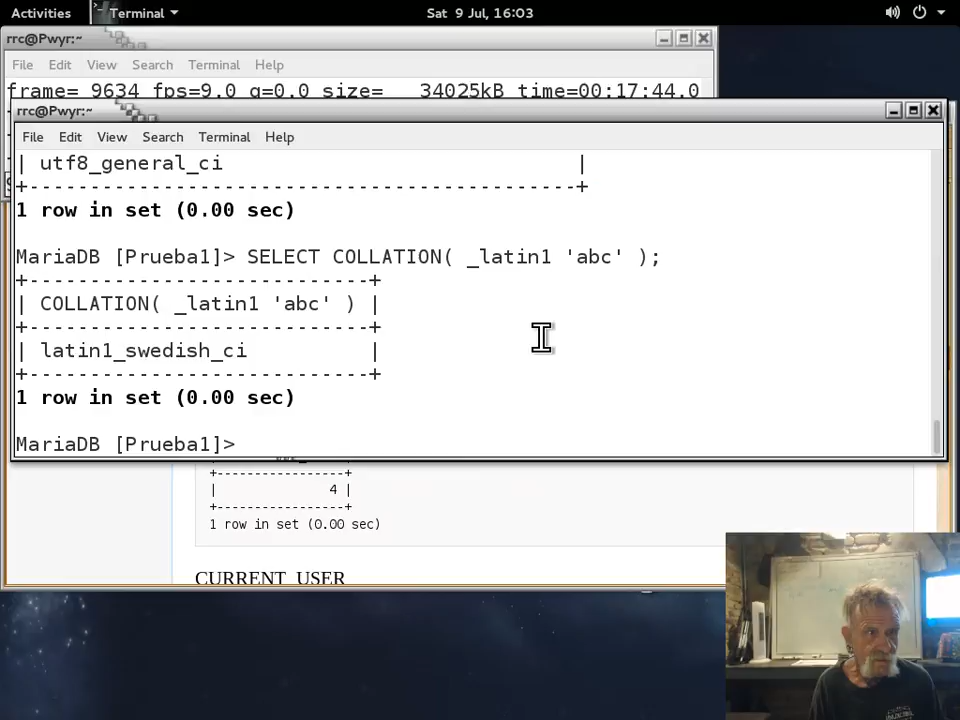 Activities Terminal Sat 9 Jul, 16:03
rrc@Pwyr:~
File Edit View Search Terminal Help
frame= 9634 fps=9.0 q=0.0 size= 34025kB time=00:17:44.0
rrc@Pwyr:~
File Edit View Search Terminal Help
| utf8_general_ci |
+----------------------------------------------+
1 row in set (0.00 sec)
MariaDB [Prueba1]> SELECT COLLATION( _latin1 'abc' );
+----------------------------+
| COLLATION( _latin1 'abc' ) |
+----------------------------+
| latin1_swedish_ci |
+----------------------------+
1 row in set (0.00 sec)
MariaDB [Prueba1]>
+-----------------+
| 4 |
+-----------------+
1 row in set (0.00 sec)
CURRENT_USER